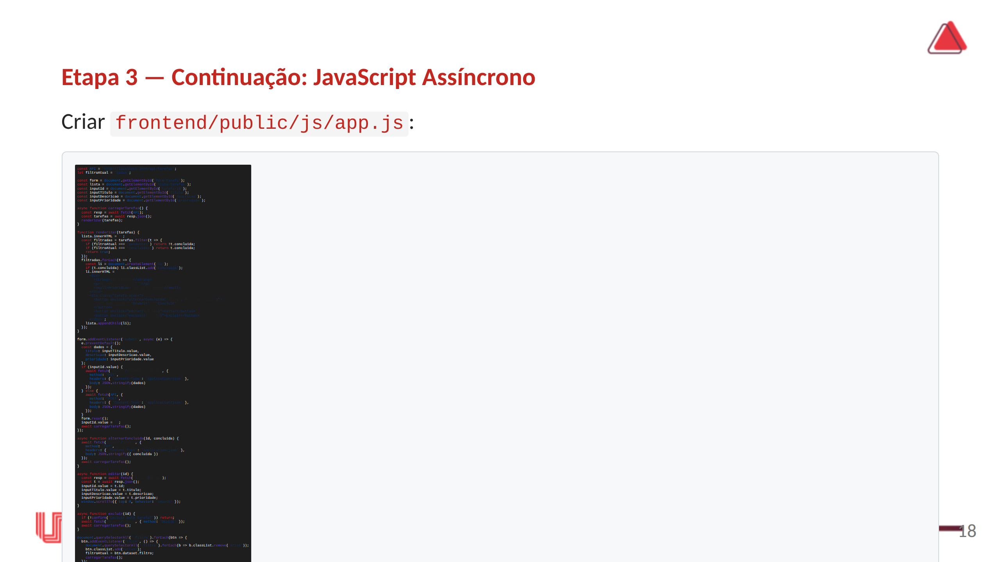 Etapa 3 — Continuação: JavaScript Assíncrono
Criar frontend/public/js/app.js:
const API = 'http://localhost:3000/api/tarefas';
let filtroAtual = 'todas';
const form = document.getElementById('form-tarefa');
const lista = document.getElementById('lista-tarefas');
const inputId = document.getElementById('tarefa-id');
const inputTitulo = document.getElementById('titulo');
const inputDescricao = document.getElementById('descricao');
const inputPrioridade = document.getElementById('prioridade');
async function carregarTarefas() {
const resp = await fetch(API);
const tarefas = await resp.json();
renderizar(tarefas);
}
function renderizar(tarefas) {
lista.innerHTML = ;
const filtradas = tarefas.filter(t => {
if (filtroAtual === 'pendentes') return !t.concluida;
if (filtroAtual === 'concluidas') return t.concluida;
return true;
});
filtradas.forEach(t => {
const li = document.createElement('li');
if (t.concluida) li.classList.add('concluida');
li.innerHTML =
<div>
<strong> </strong>
<p> </p>
<small>Prioridade: </small>
</div>
<div class="tarefa-acoes">
<button onclick="alternarConcluida( , )">
'Reabrir' 'Concluir'
</button>
<button onclick="editar( )">Editar</button>
<button onclick="excluir( )">Excluir</button>
</div> ;
lista.appendChild(li);
});
}
form.addEventListener('submit', async (e) => {
e.preventDefault();
const dados = {
titulo: inputTitulo.value,
descricao: inputDescricao.value,
prioridade: inputPrioridade.value
};
if (inputId.value) {
await fetch( , {
method: 'PUT',
headers: { 'Content-Type': 'application/json' },
body: JSON.stringify(dados)
});
} else {
await fetch(API, {
method: 'POST',
headers: { 'Content-Type': 'application/json' },
body: JSON.stringify(dados)
});
}
form.reset();
inputId.value = ;
await carregarTarefas();
});
async function alternarConcluida(id, concluida) {
await fetch( , {
method: 'PUT',
headers: { 'Content-Type': 'application/json' },
body: JSON.stringify({ concluida })
});
await carregarTarefas();
}
async function editar(id) {
const resp = await fetch( );
const t = await resp.json();
inputId.value = t.id;
inputTitulo.value = t.titulo;
inputDescricao.value = t.descricao;
inputPrioridade.value = t.prioridade;
window.scrollTo({ top: 0, behavior: 'smooth' });
}
async function excluir(id) {
if (!confirm('Excluir esta tarefa?')) return;
await fetch( , { method: 'DELETE' });
await carregarTarefas();
}
document.querySelectorAll('.filtro').forEach(btn => {
btn.addEventListener('click', () => {
document.querySelectorAll('.filtro').forEach(b => b.classList.remove('ativo'));
btn.classList.add('ativo');
filtroAtual = btn.dataset.filtro;
carregarTarefas();
});
18